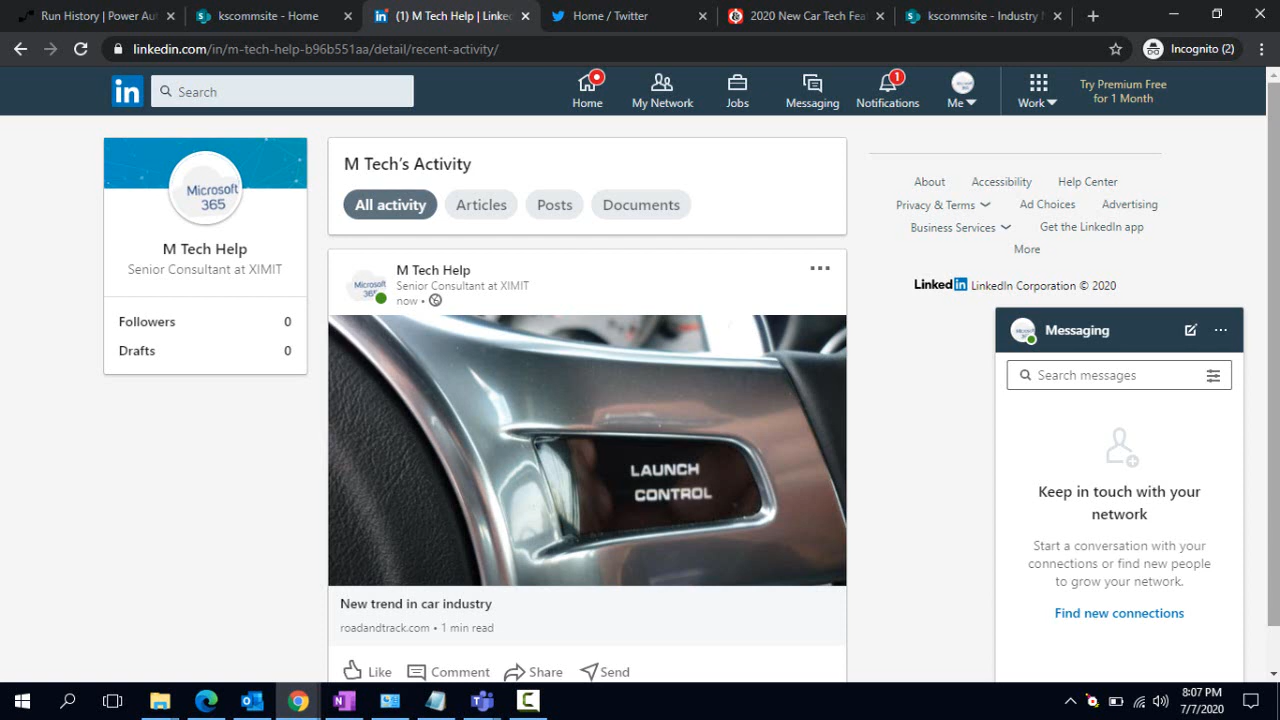 Run History | Power Aut
kscommsite - Home
(1) M Tech Help | Linke
Home / Twitter
2020 New Car Tech Fea
kscommsite - Industry
linkedin.com/in/m-tech-help-b96b551aa/detail/recent-activity/
Incognito (2)
in
Search
Home
My Network
Jobs
Messaging
1
Notifications
Me
Work
Try Premium Free
for 1 Month
Microsoft
365
M Tech Help
Senior Consultant at XIMIT
Followers 0
Drafts 0
M Tech's Activity
All activity
Articles
Posts
Documents
Microsoft
365
M Tech Help
Senior Consultant at XIMIT
now •
LAUNCH
CONTROL
New trend in car industry
roadandtrack.com • 1 min read
Like
Comment
Share
Send
About
Accessibility
Help Center
Privacy & Terms
Ad Choices
Advertising
Business Services
Get the LinkedIn app
More
LinkedIn LinkedIn Corporation © 2020
Messaging
Search messages
Keep in touch with your
network
Start a conversation with your
connections or find new people
to grow your network.
Find new connections
8:07 PM
7/7/2020